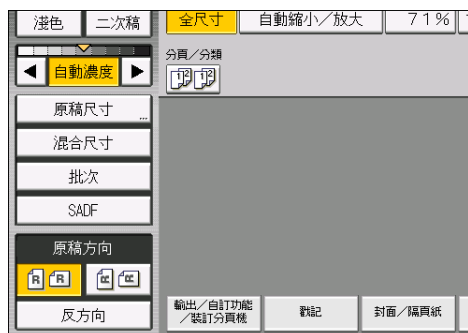 淺色 二次稿
全尺寸 自動縮小／放大 71%
自動濃度
分頁／分類
原稿尺寸
混合尺寸
批次
SADF
原稿方向
反方向
輸出／自訂功能
／裝訂分頁機
戳記
封面／隔頁紙